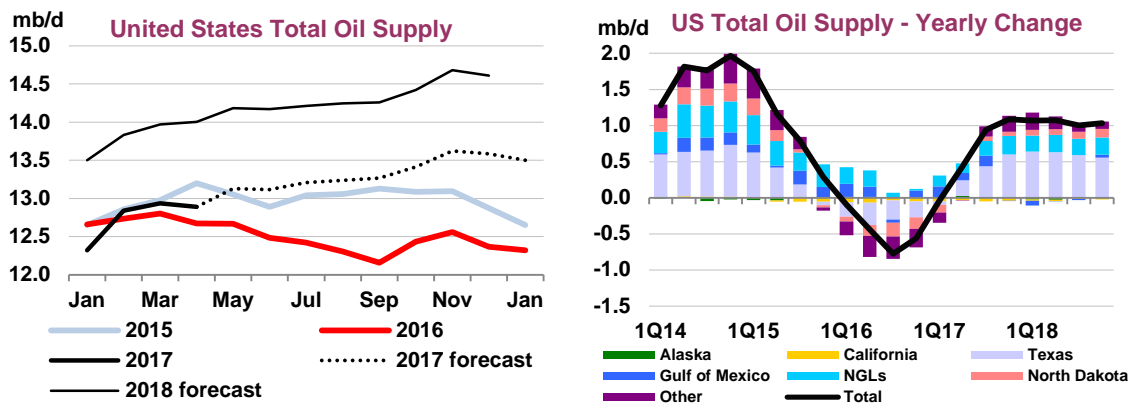 mb/d
United States Total Oil Supply
15.0
14.5
14.0
13.5
13.0
12.5
12.0
Jan Mar May Jul Sep Nov Jan
2015 2016
2017 2017 forecast
2018 forecast
mb/d
US Total Oil Supply - Yearly Change
2.0
1.5
1.0
0.5
0.0
-0.5
-1.0
-1.5
1Q14 1Q15 1Q16 1Q17 1Q18
Alaska California Texas
Gulf of Mexico NGLs North Dakota
Other Total